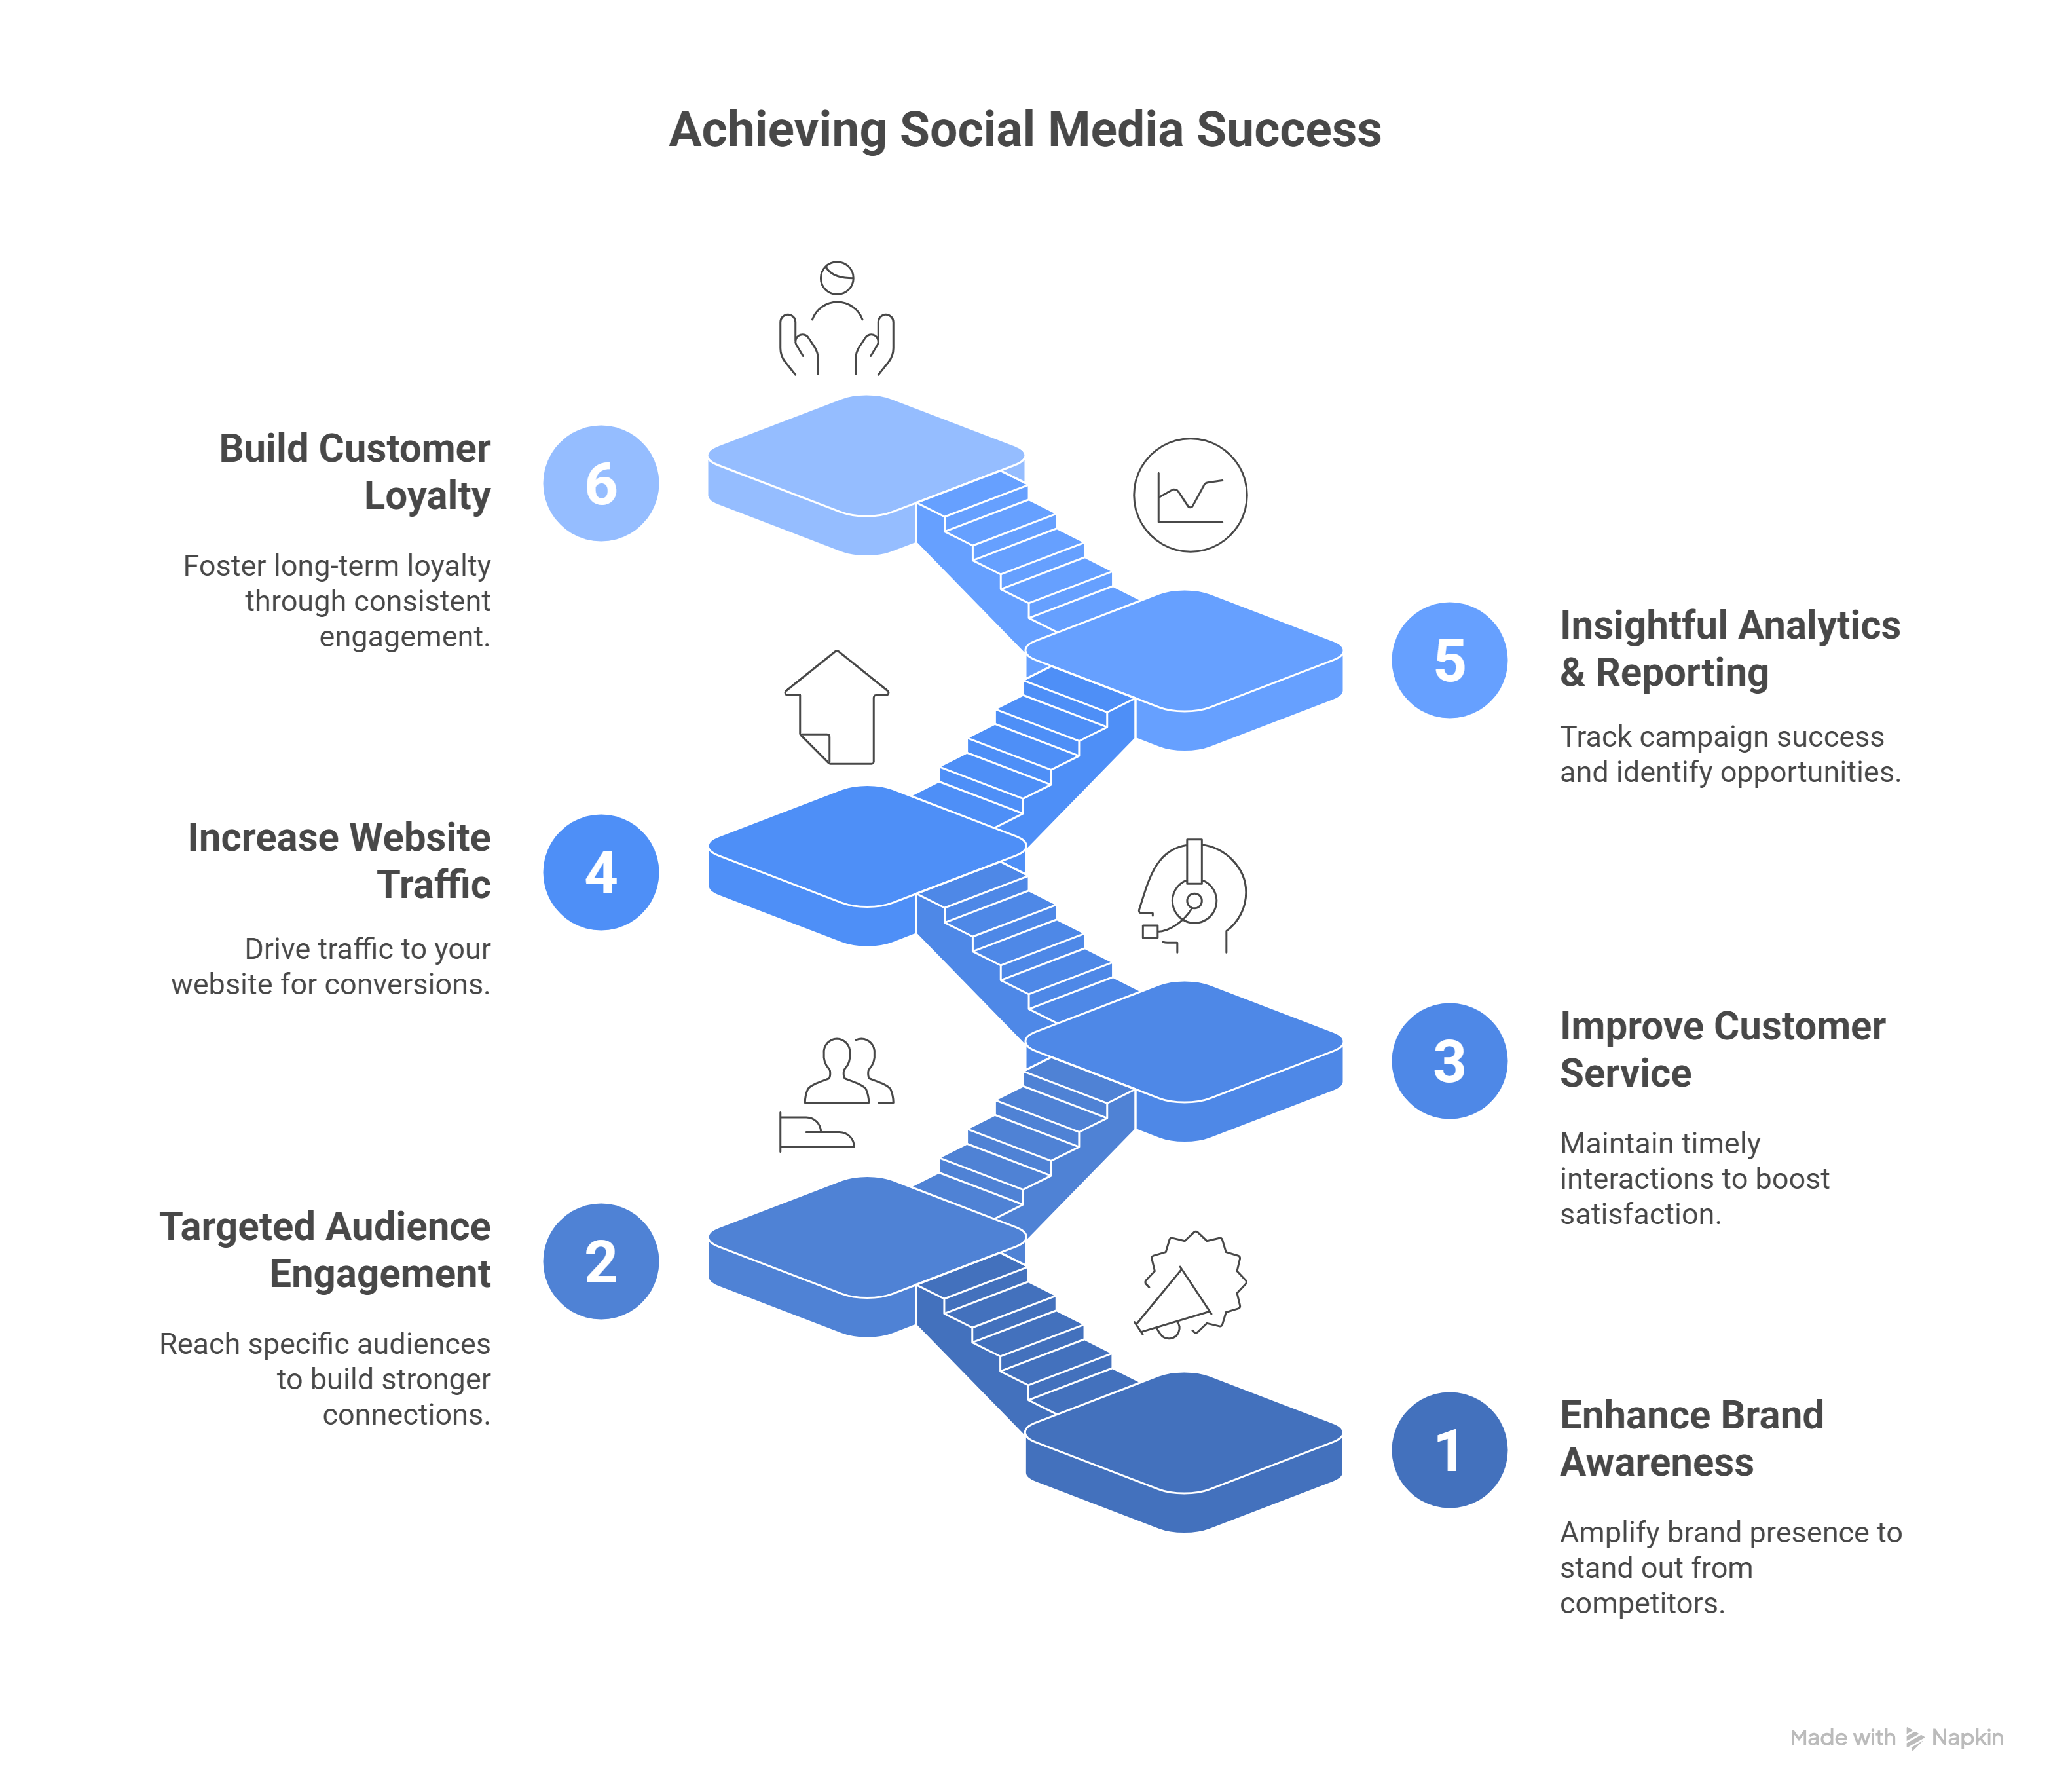 Achieving Social Media Success
Build Customer
Loyalty
6
Foster long-term loyalty
through consistent
engagement.
Insightful Analytics
& Reporting
5
Track campaign success
and identify opportunities.
Increase Website
Traffic
4
Drive traffic to your
website for conversions.
Improve Customer
Service
3
Maintain timely
interactions to boost
satisfaction.
Targeted Audience
Engagement
2
Reach specific audiences
to build stronger
connections.
Enhance Brand
Awareness
1
Amplify brand presence to
stand out from
competitors.
Made with Napkin